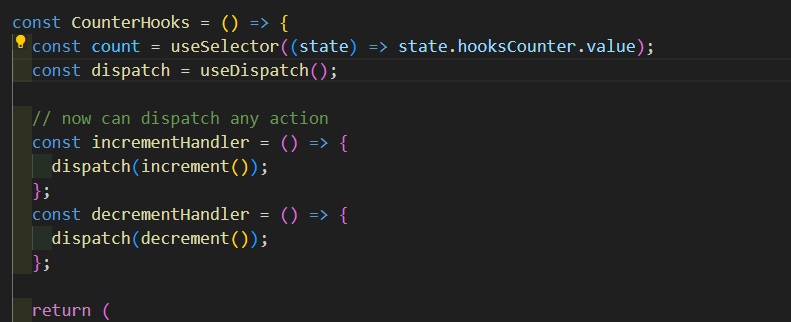 const CounterHooks = () => {
const count = useSelector((state) => state.hooksCounter.value);
const dispatch = useDispatch();
// now can dispatch any action
const incrementHandler = () => {
dispatch(increment());
};
const decrementHandler = () => {
dispatch(decrement());
};
return (